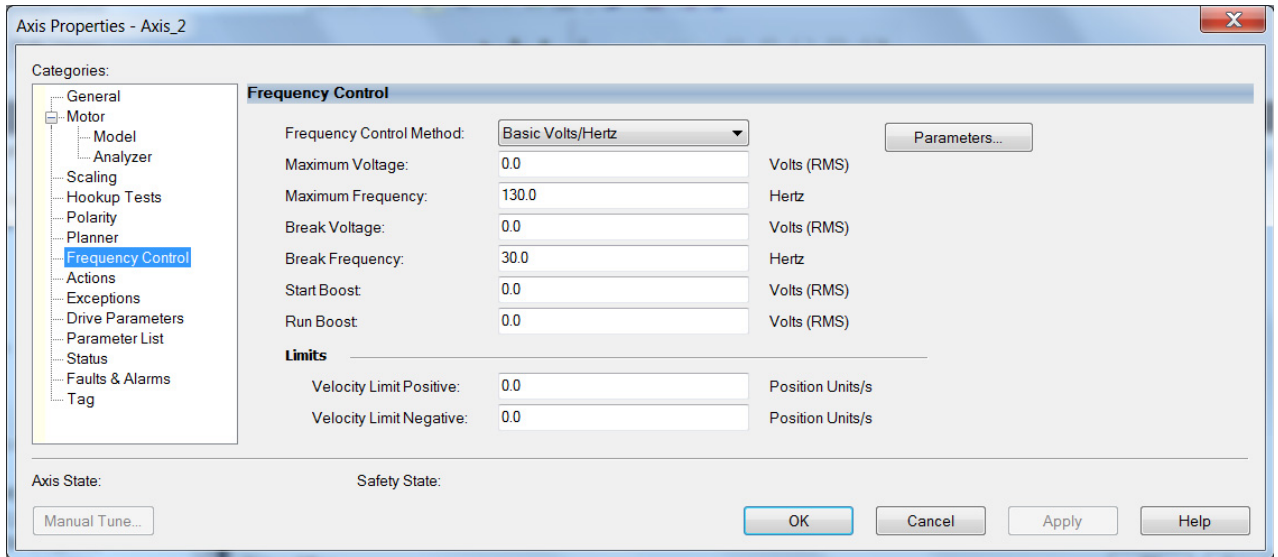 Axis Properties - Axis_2
X
Categories:
General
Motor
Model
Analyzer
Scaling
Hookup Tests
Polarity
Planner
Frequency Control
Actions
Exceptions
Drive Parameters
Parameter List
Status
Faults & Alarms
Tag
Frequency Control
Frequency Control Method: Basic Volts/Hertz Parameters...
Maximum Voltage: 0.0 Volts (RMS)
Maximum Frequency: 130.0 Hertz
Break Voltage: 0.0 Volts (RMS)
Break Frequency: 30.0 Hertz
Start Boost: 0.0 Volts (RMS)
Run Boost: 0.0 Volts (RMS)
Limits
Velocity Limit Positive: 0.0 Position Units/s
Velocity Limit Negative: 0.0 Position Units/s
Axis State: Safety State:
Manual Tune... OK Cancel Apply Help